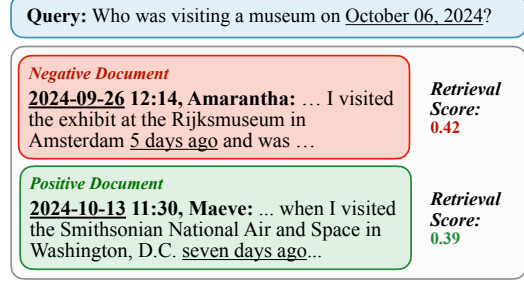 Query: Who was visiting a museum on October 06, 2024?
Negative Document
2024-09-26 12:14, Amarantha: … I visited
the exhibit at the Rijksmuseum in
Amsterdam 5 days ago and was …
Retrieval
Score:
0.42
Positive Document
2024-10-13 11:30, Maeve: ... when I visited
the Smithsonian National Air and Space in
Washington, D.C. seven days ago...
Retrieval
Score:
0.39